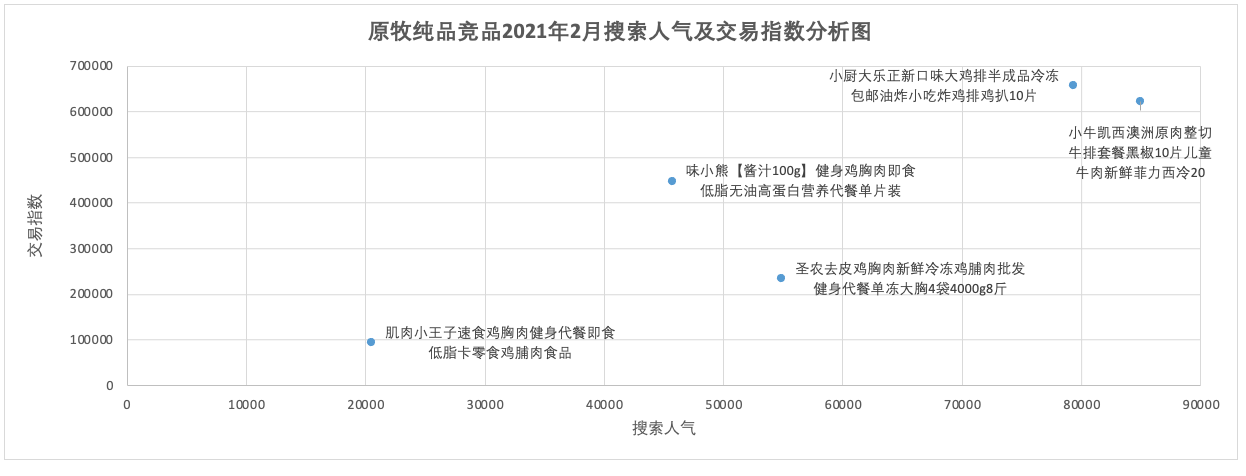 原牧纯品竞品2021年2月搜索人气及交易指数分析图
交易指数
700000
600000
500000
400000
300000
200000
100000
0
小厨大乐正新口味大鸡排半成品冷冻
包邮油炸小吃炸鸡排鸡扒10片
小牛凯西澳洲原肉整切
牛排套餐黑椒10片儿童
牛肉新鲜菲力西冷20
味小熊【酱汁100g】健身鸡胸肉即食
低脂无油高蛋白营养代餐单片装
圣农去皮鸡胸肉新鲜冷冻鸡脯肉批发
健身代餐单冻大胸4袋4000g8斤
肌肉小王子速食鸡胸肉健身代餐即食
低脂卡零食鸡脯肉食品
0
10000
20000
30000
40000
50000
60000
70000
80000
90000
搜索人气